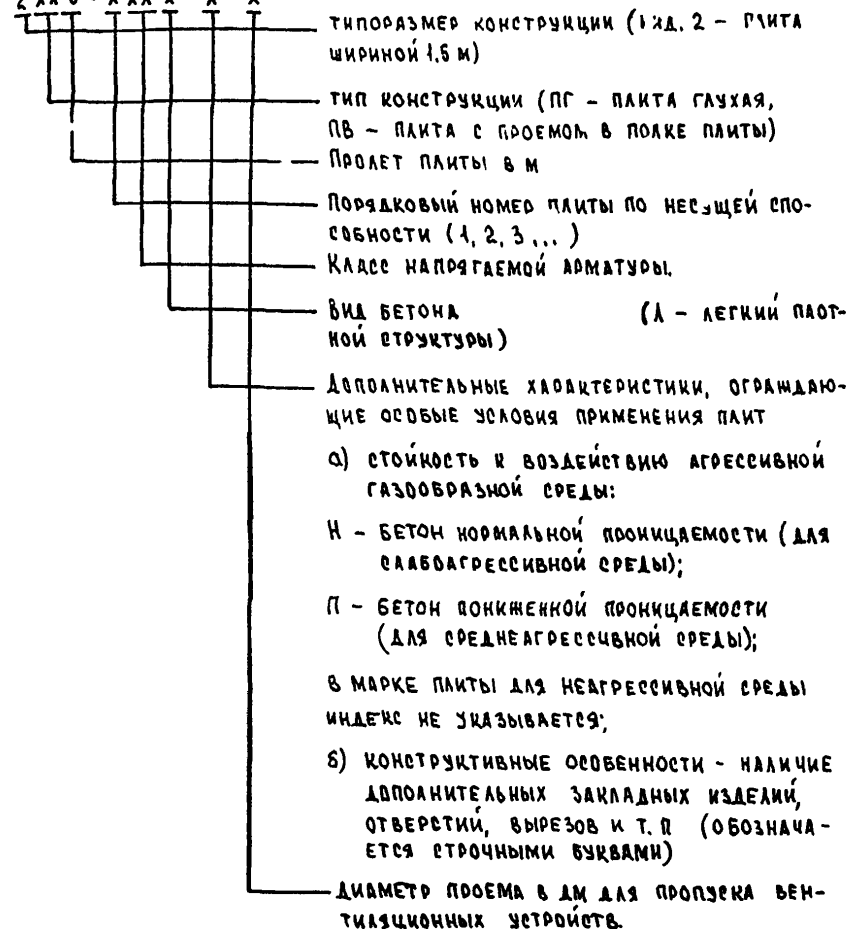 ТИПОРАЗМЕР КОНСТРУКЦИИ ( 2 – ПЛИТА
ШИРИНОЙ 1,5 М)
ТИП КОНСТРУКЦИИ (ПГ – ПЛИТА ГЛУХАЯ,
ПВ – ПЛИТА С ПРОЕМОМ В ПОЛКЕ ПЛИТЫ)
ПРОЛЕТ ПЛИТЫ В М
ПОРЯДКОВЫЙ НОМЕР ПЛИТЫ ПО НЕСУЩЕЙ СПО-
СОБНОСТИ (1, 2, 3 ... )
КЛАСС НАПРЯГАЕМОЙ АРМАТУРЫ.
ВИД БЕТОНА (Л – ЛЕГКИЙ ПЛОТ-
НОЙ СТРУКТУРЫ)
ДОПОЛНИТЕЛЬНЫЕ ХАРАКТЕРИСТИКИ, ОГРАЖДАЮ-
ЩИЕ ОСОБЫЕ УСЛОВИЯ ПРИМЕНЕНИЯ ПЛИТ
а) СТОЙКОСТЬ К ВОЗДЕЙСТВИЮ АГРЕССИВНОЙ
ГАЗООБРАЗНОЙ СРЕДЫ:
Н – БЕТОН НОРМАЛЬНОЙ ПРОНИЦАЕМОСТИ (ДЛЯ
СЛАБОАГРЕССИВНОЙ СРЕДЫ);
П – БЕТОН ПОНИЖЕННОЙ ПРОНИЦАЕМОСТИ
(ДЛЯ СРЕДНЕАГРЕССИВНОЙ СРЕДЫ);
В МАРКЕ ПЛИТЫ ДЛЯ НЕАГРЕССИВНОЙ СРЕДЫ
ИНДЕКС НЕ УКАЗЫВАЕТСЯ;
б) КОНСТРУКТИВНЫЕ ОСОБЕННОСТИ – НАЛИЧИЕ
ДОПОЛНИТЕЛЬНЫХ ЗАКЛАДНЫХ ИЗДЕЛИЙ,
ОТВЕРСТИЙ, ВЫРЕЗОВ И Т. П (ОБОЗНАЧА-
ЕТСЯ СТРОЧНЫМИ БУКВАМИ)
ДИАМЕТР ПРОЕМА В ДМ ДЛЯ ПРОПУСКА ВЕН-
ТИЛЯЦИОННЫХ УСТРОЙСТВ.